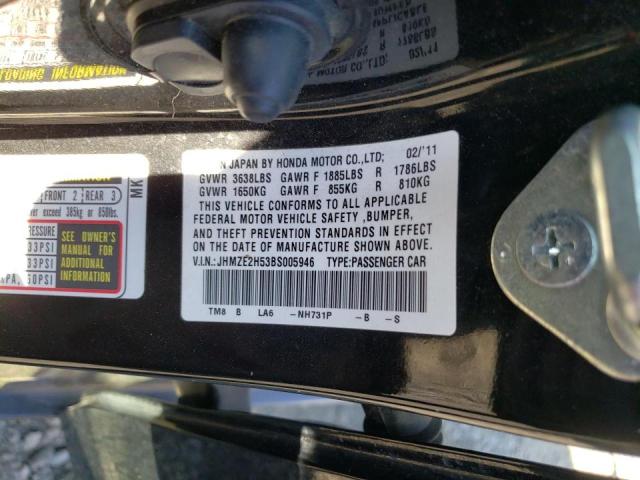 N JAPAN BY HONDA MOTOR CO.,LTD; 02/'11
GVWR 3638LBS GAWR F 1885LBS R 1786LBS
GVWR 1650KG GAWR F 855KG R 810KG
THIS VEHICLE CONFORMS TO ALL APPLICABLE
FEDERAL MOTOR VEHICLE SAFETY ,BUMPER,
AND THEFT PREVENTION STANDARDS IN EFFECT
ON THE DATE OF MANUFACTURE SHOWN ABOVE.
V.I.N.:JHMZE2H53BS005946 TYPE:PASSENGER CAR
TM8 B LA6 -NH731P -B -S
MK
FRONT 2 REAR 3
exceed 385kg or 850lbs.
33PSI
33PSI
60PSI
SEE OWNER'S
MANUAL FOR
ADDITIONAL
INFORMATION